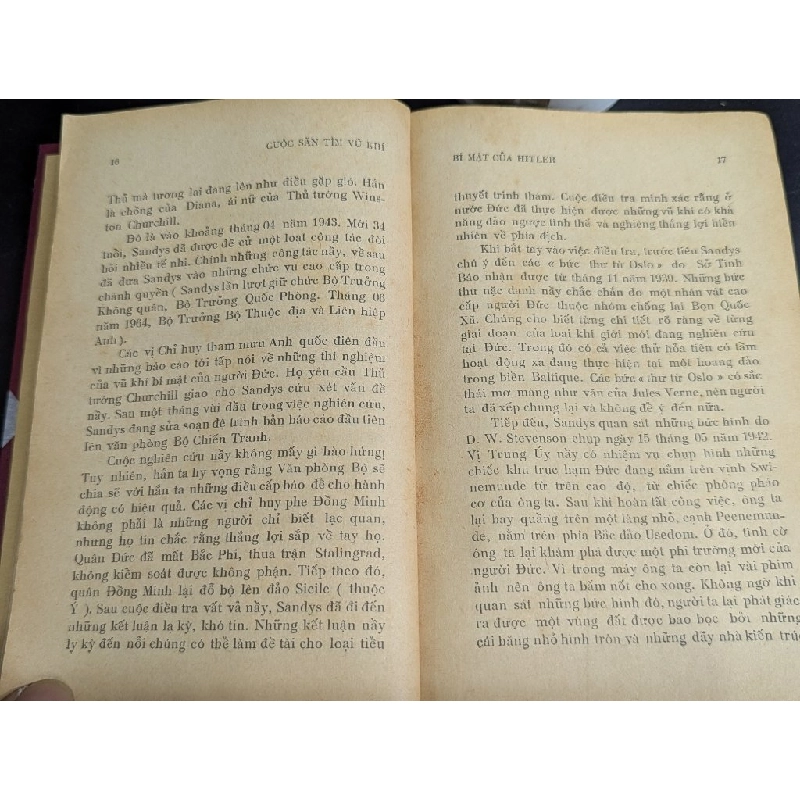 16
CUỘC SĂN TÌM VŨ KHÍ
Thủ mà tương lai đang lên như diều gặp gió. Hắn
là chồng của Diana, ái nữ của Thủ tướng Wins-
ton Churchill.
Đó là vào khoảng tháng 04 năm 1943. Mới 34
tuổi, Sandys đã được đề cử một loạt công tác đòi
hỏi nhiều tế nhị. Chính những công tác này, về sau
đã đưa Sandys vào những chức vụ cao cấp trong
chánh quyền ( Sandys lần lượt giữ chức Bộ Trưởng
Không quân, Bộ Trưởng Quốc Phòng. Tháng 06
năm 1964, Bộ Trưởng Bộ Thuộc địa và Liên hiệp
Anh ).
Các vị Chỉ huy tham mưu Anh quốc điên đầu
vì những báo cáo tới tấp nói về những thí nghiệm
của vũ khí bí mật của người Đức. Họ yêu cầu Thủ
tướng Churchill giao cho Sandys cứu xét vấn đề
nầy. Sau một tháng vùi đầu trong việc nghiên cứu,
Sandys đang sửa soạn đệ trình bản báo cáo đầu tiên
lên văn phòng Bộ Chiến Tranh.
Cuộc nghiên cứu nầy không mấy gì hào hứng!
Tuy nhiên, hắn ta hy vọng rằng Văn phòng Bộ sẽ
chia sẻ với hắn ta những điều cấp báo để cho hành
động có hiệu quả. Các vị chỉ huy phe Đồng Minh
không phải là những người chỉ biết lạc quan,
nhưng họ tin chắc rằng thắng lợi sắp về tay họ.
Quân Đức đã mất Bắc Phi, thua trận Stalingrad,
không kiểm soát được không phận. Tiếp theo đó,
quân Đồng Minh lại đổ bộ lên đảo Sicile ( thuộc
Ý ). Sau cuộc điều tra vất vả nầy, Sandys đã đi đến
những kết luận lạ kỳ, khó tin. Những kết luận nầy
ly kỳ đến nỗi chúng có thể làm đề tài cho loại tiểu
BÍ MẬT CỦA HITLER
17
thuyết trinh thám. Cuộc điều tra minh xác rằng ở
nước Đức đã thực hiện được những vũ khí có khả
năng đảo ngược tình thế và nghiêng thắng lợi hiển
nhiên về phía địch.
Khi bắt tay vào việc điều tra, trước tiên Sandys
chú ý đến các « bức thư từ Oslo » do Sở Tình
Báo nhận được từ tháng 11 năm 1939. Những bức
thư nặc danh nầy chắc chắn do một nhân vật cao
cấp người Đức thuộc nhóm chống lại Bọn Quốc
Xã. Chúng cho biết từng chi tiết rõ ràng về từng
giai đoạn của loại khí giới mới đang nghiên cứu
tại Đức. Trong đó có cả việc thử hỏa tiễn có tầm
hoạt động xa đang thực hiện tại một hoang đảo
trong biển Baltique. Các bức « thư từ Oslo » có sắc
thái mơ màng như văn của Jules Verne, nên người
ta đã xếp chung lại và không để ý đến nữa.
Tiếp đến, Sandys quan sát những bức hình do
D. W. Stevenson chụp ngày 15 tháng 05 năm 1942.
Vị Trung Úy nầy có nhiệm vụ chụp hình những
chiếc khu trục hạm Đức đang nằm trên vịnh Swi-
nemunde từ trên cao độ, từ chiếc phóng pháo
cơ của ông ta. Sau khi hoàn tất công việc, ông ta
lại bay quãng trên một làng nhỏ, cạnh Peenemun-
de, nằm trên phía Bắc đảo Usedom. Ở đó, tình cờ
ông ta lại khám phá được một phi trường mới của
người Đức. Vì trong máy ông ta còn lại vài phim
ảnh nên ông ta bấm nốt cho xong. Không ngờ khi
quan sát những bức hình đó, người ta lại phát giác
ra được một vùng đất được bao bọc bởi những
cái băng nhỏ hình tròn và những dãy nhà kiến trúc